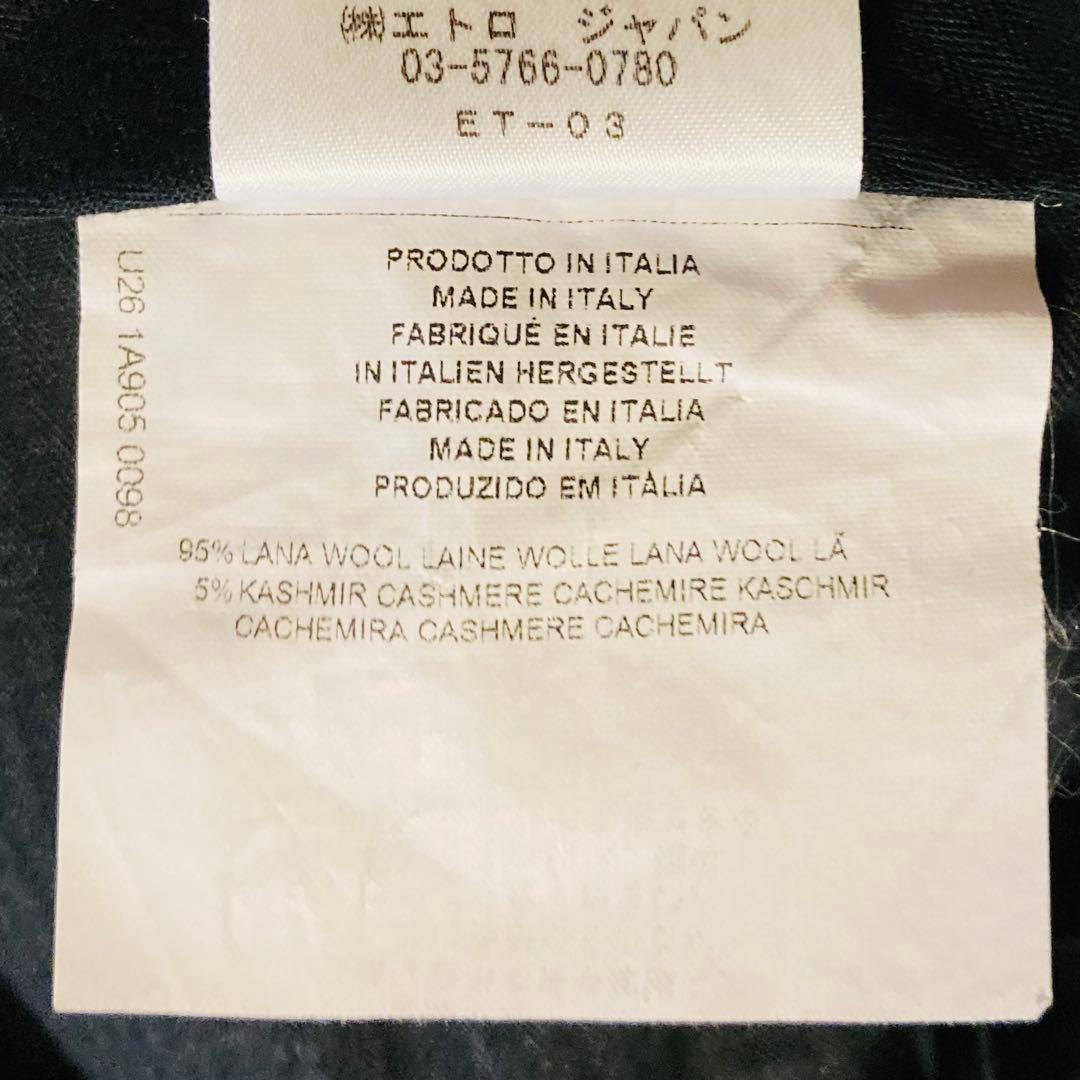 ㈱エトロ ジャパン
03-5766-0780
ET-03
U26 1A905 0098
PRODOTTO IN ITALIA
MADE IN ITALY
FABRIQUÉ EN ITALIE
IN ITALIEN HERGESTELLT
FABRICADO EN ITALIA
MADE IN ITALY
PRODUZIDO EM ITÁLIA
95% LANA WOOL LAINE WOLLE LANA WOOL LÃ
5% KASHMIR CASHMERE CACHEMIRE KASCHMIR
CACHEMIRA CASHMERE CACHEMIRA